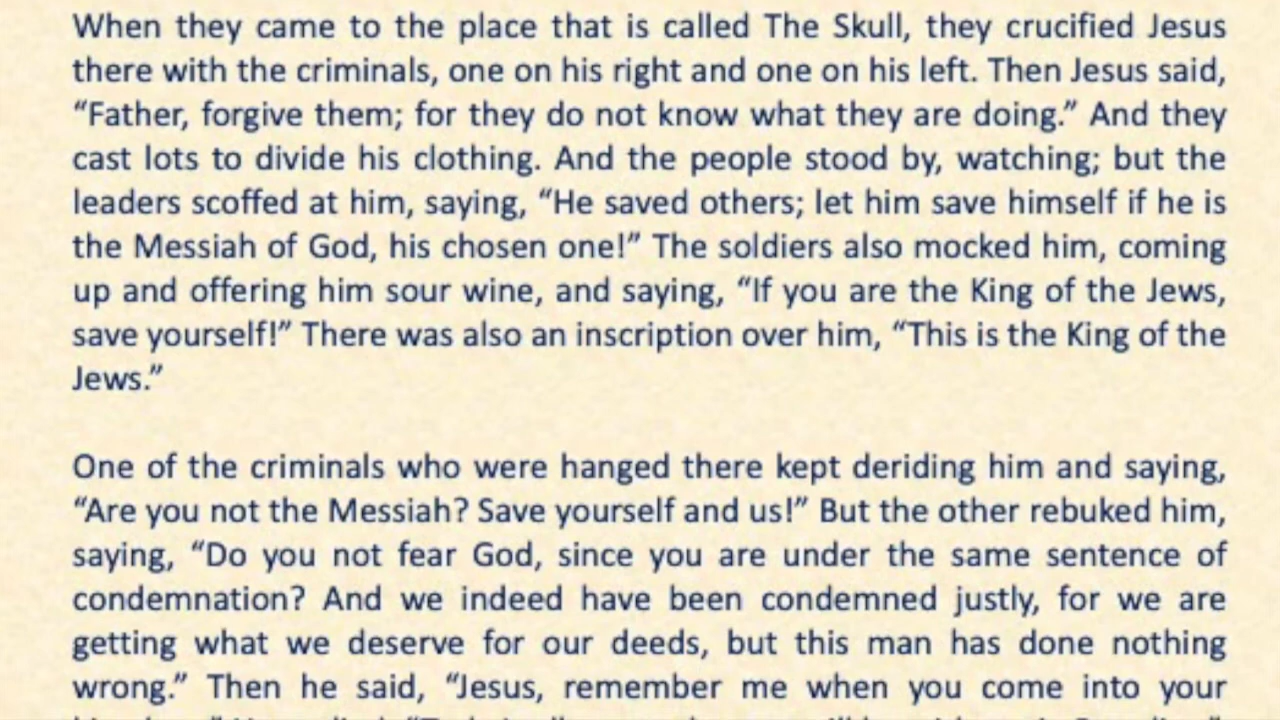 When they came to the place that is called The Skull, they crucified Jesus
there with the criminals, one on his right and one on his left. Then Jesus said,
“Father, forgive them; for they do not know what they are doing.” And they
cast lots to divide his clothing. And the people stood by, watching; but the
leaders scoffed at him, saying, “He saved others; let him save himself if he is
the Messiah of God, his chosen one!” The soldiers also mocked him, coming
up and offering him sour wine, and saying, “If you are the King of the Jews,
save yourself!” There was also an inscription over him, “This is the King of the
Jews.”
One of the criminals who were hanged there kept deriding him and saying,
“Are you not the Messiah? Save yourself and us!” But the other rebuked him,
saying, “Do you not fear God, since you are under the same sentence of
condemnation? And we indeed have been condemned justly, for we are
getting what we deserve for our deeds, but this man has done nothing
wrong.” Then he said, “Jesus, remember me when you come into your